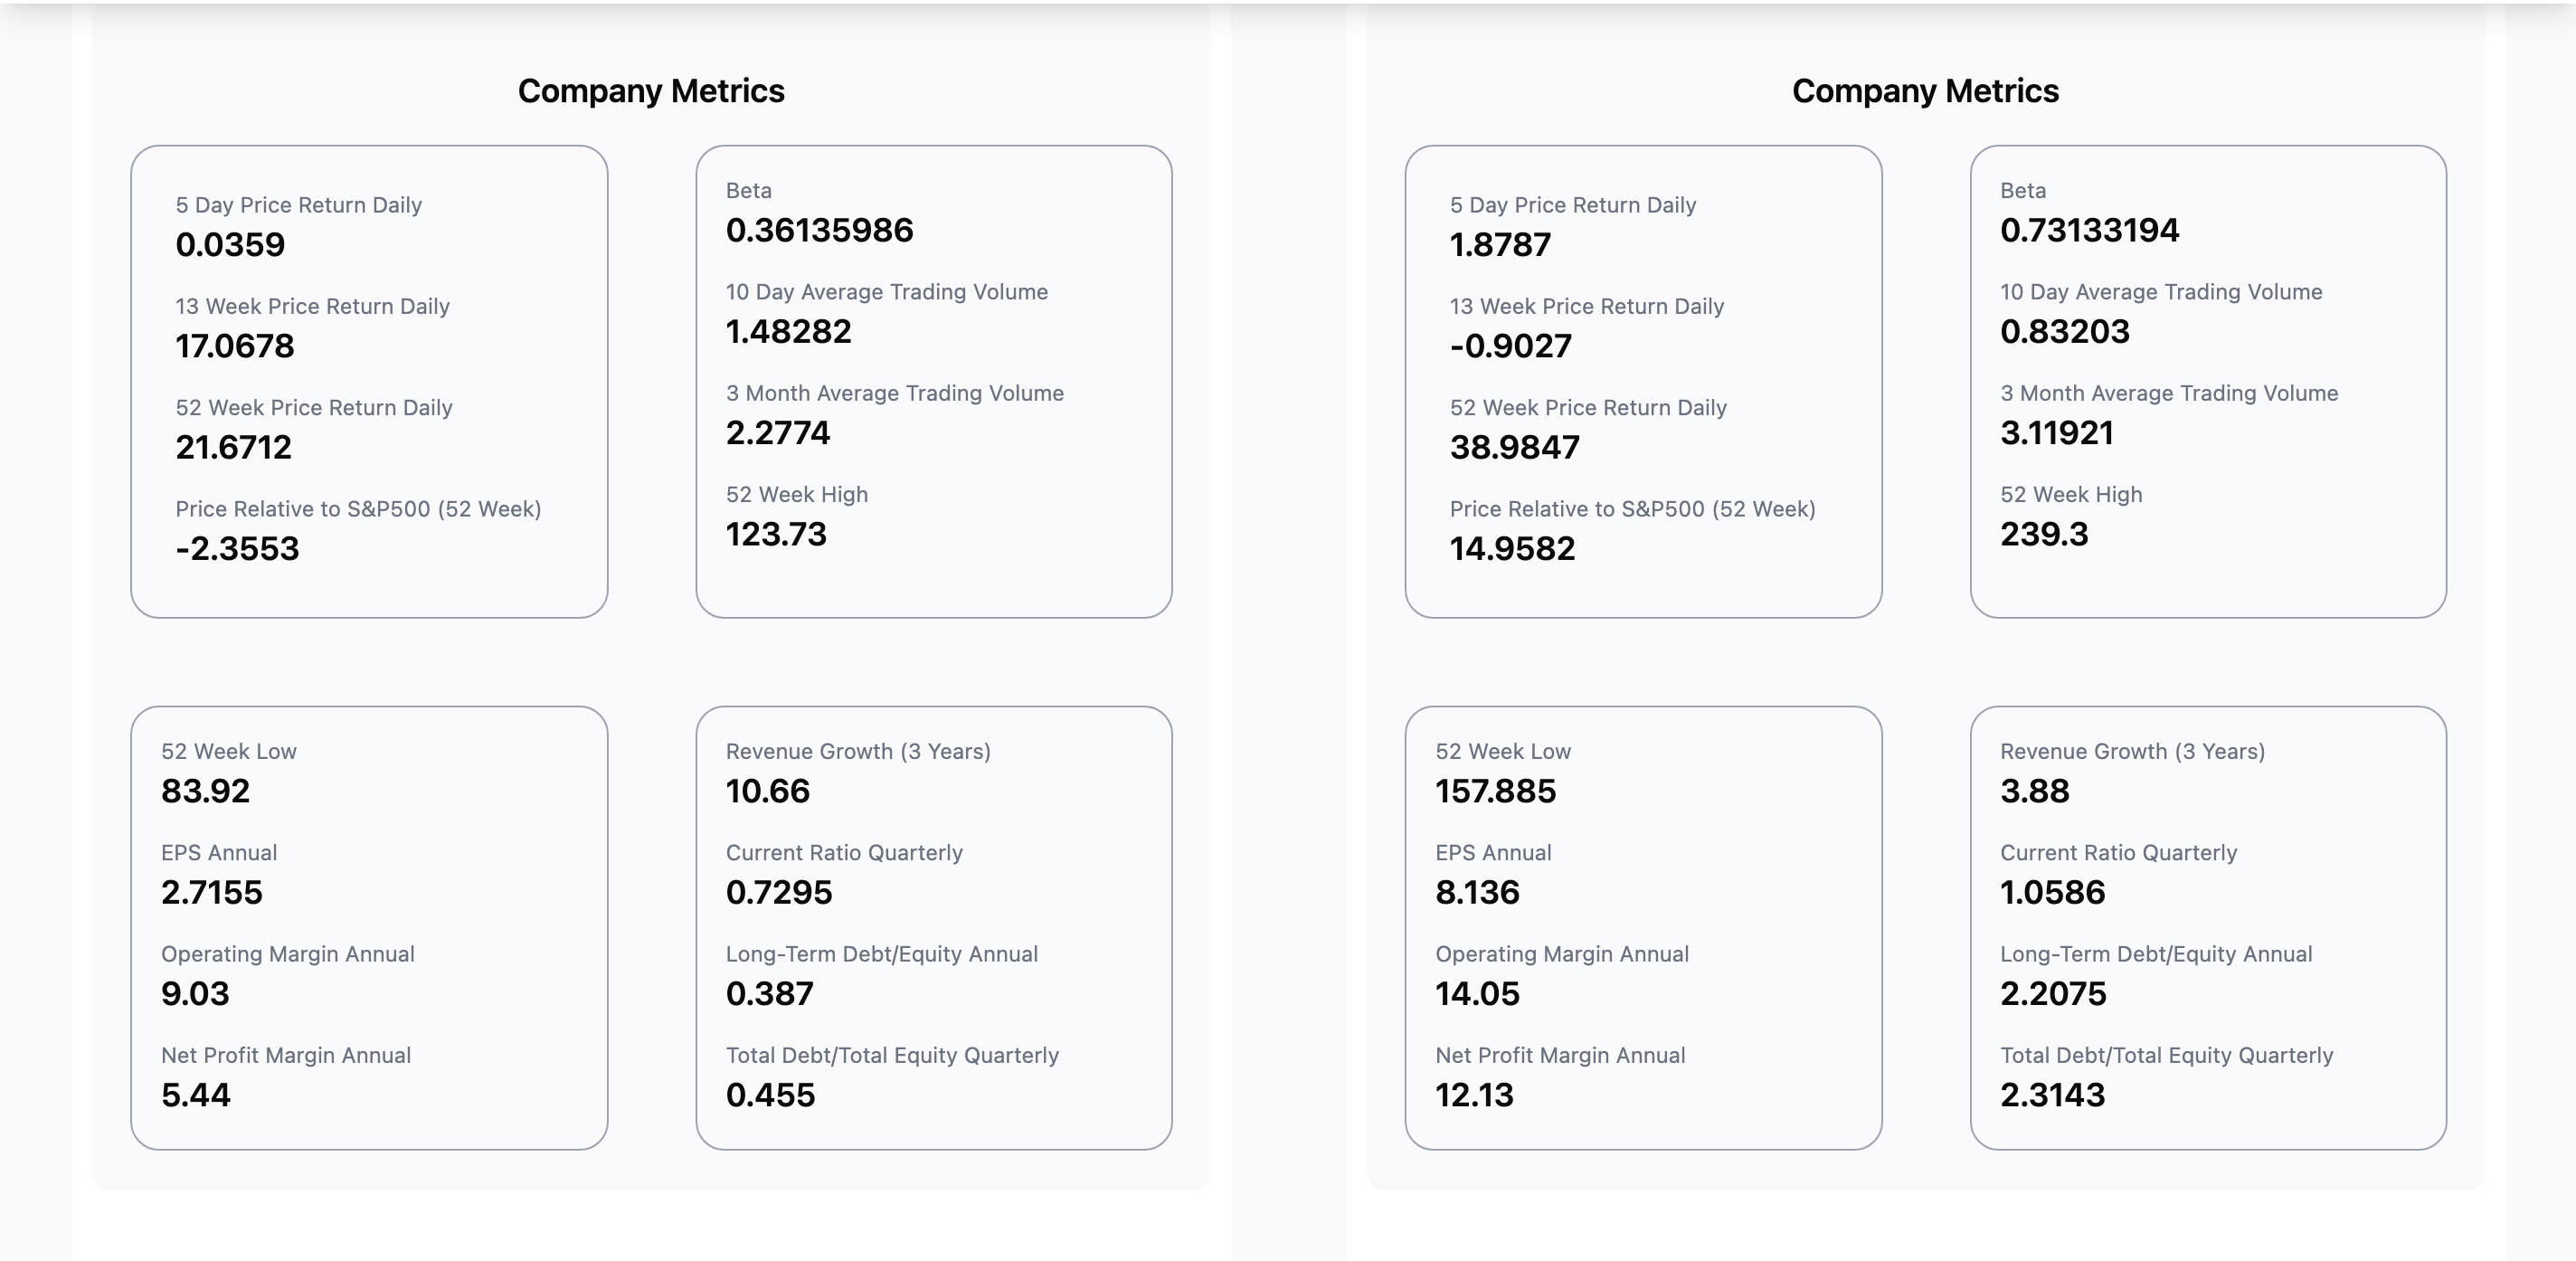 Company Metrics
5 Day Price Return Daily
0.0359
13 Week Price Return Daily
17.0678
52 Week Price Return Daily
21.6712
Price Relative to S&P500 (52 Week)
-2.3553
Beta
0.36135986
10 Day Average Trading Volume
1.48282
3 Month Average Trading Volume
2.2774
52 Week High
123.73
52 Week Low
83.92
EPS Annual
2.7155
Operating Margin Annual
9.03
Net Profit Margin Annual
5.44
Revenue Growth (3 Years)
10.66
Current Ratio Quarterly
0.7295
Long-Term Debt/Equity Annual
0.387
Total Debt/Total Equity Quarterly
0.455
Company Metrics
5 Day Price Return Daily
1.8787
13 Week Price Return Daily
-0.9027
52 Week Price Return Daily
38.9847
Price Relative to S&P500 (52 Week)
14.9582
Beta
0.73133194
10 Day Average Trading Volume
0.83203
3 Month Average Trading Volume
3.11921
52 Week High
239.3
52 Week Low
157.885
EPS Annual
8.136
Operating Margin Annual
14.05
Net Profit Margin Annual
12.13
Revenue Growth (3 Years)
3.88
Current Ratio Quarterly
1.0586
Long-Term Debt/Equity Annual
2.2075
Total Debt/Total Equity Quarterly
2.3143